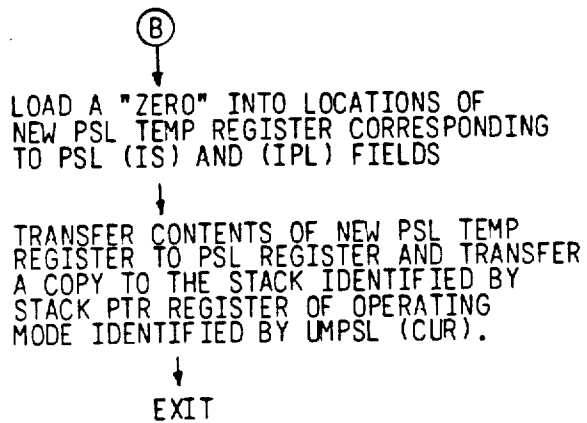 B
LOAD A "ZERO" INTO LOCATIONS OF
NEW PSL TEMP REGISTER CORRESPONDING
TO PSL (IS) AND (IPL) FIELDS
TRANSFER CONTENTS OF NEW PSL TEMP
REGISTER TO PSL REGISTER AND TRANSFER
A COPY TO THE STACK IDENTIFIED BY
STACK PTR REGISTER OF OPERATING
MODE IDENTIFIED BY UMPSL (CUR).
EXIT